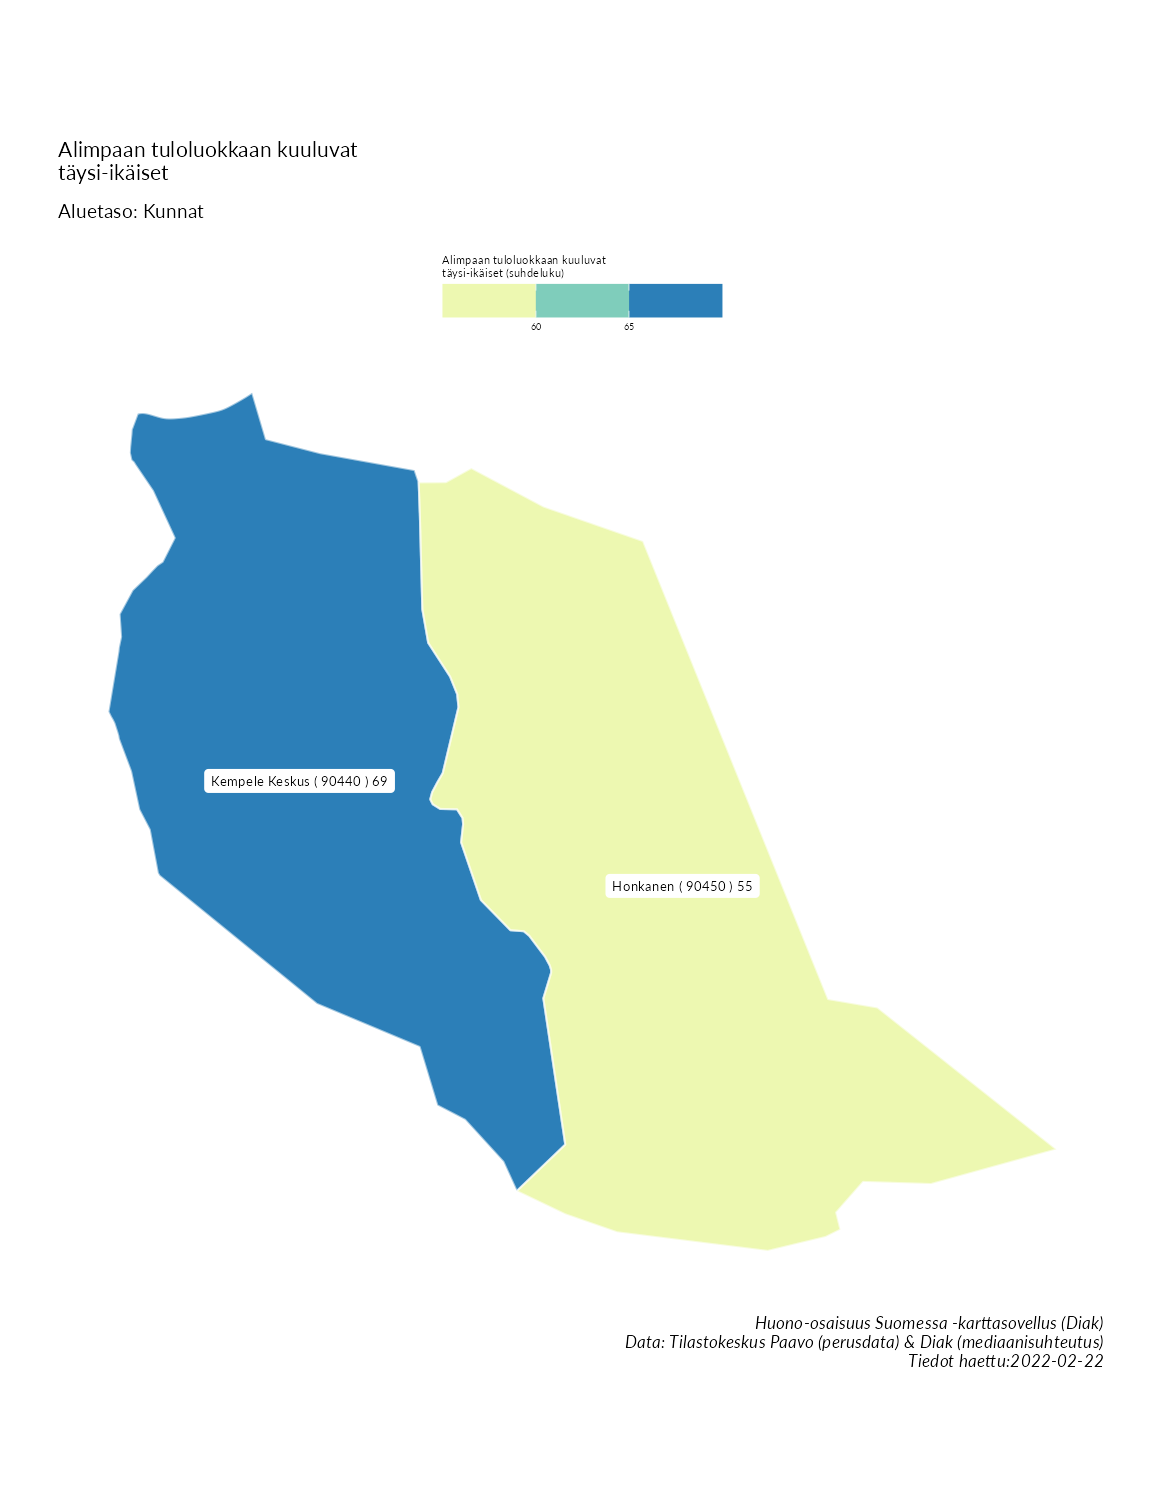 Alimpaan tuloluokkaan kuuluvat
täysi-ikäiset
Aluetaso: Kunnat
Alimpaan tuloluokkaan kuuluvat
täysi-ikäiset (suhdeluku)
60 65
Kempele Keskus ( 90440 ) 69
Honkanen ( 90450 ) 55
Huono-osaisuus Suomessa -karttasovellus (Diak)
Data: Tilastokeskus Paavo (perusdata) & Diak (mediaanisuhteutus)
Tiedot haettu:2022-02-22